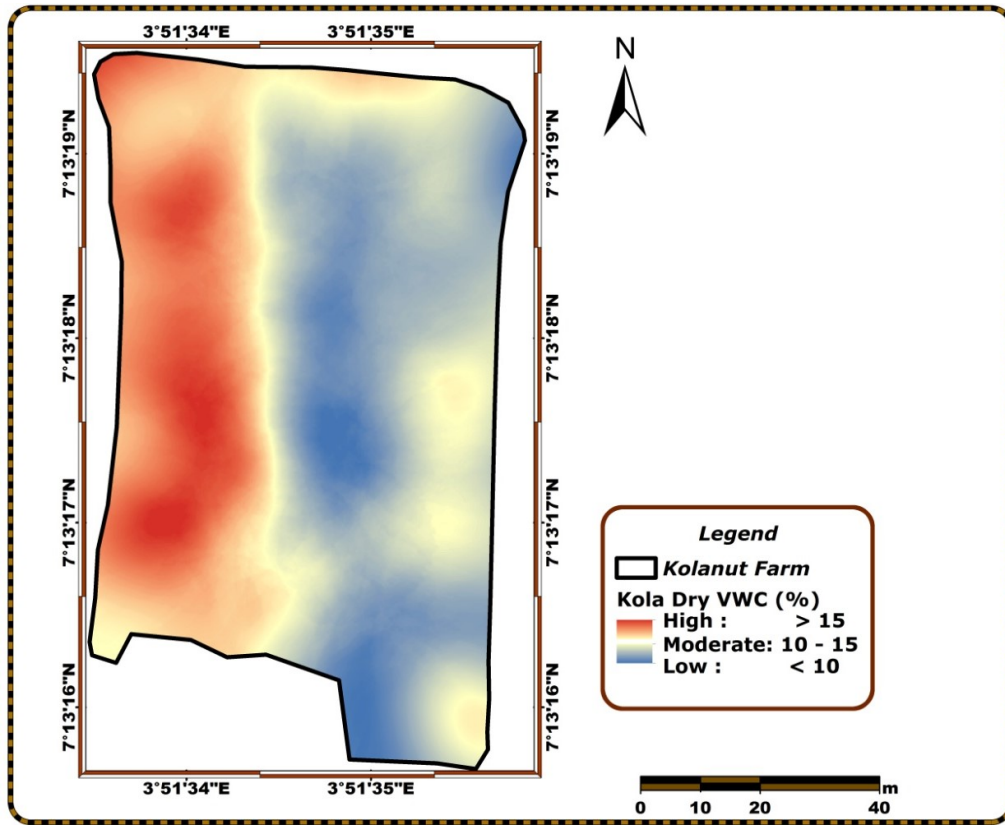 3°51'34"E 3°51'35"E
N
7°13'19"N 7°13'19"N
7°13'18"N 7°13'18"N
7°13'17"N 7°13'17"N
7°13'16"N 7°13'16"N
3°51'34"E 3°51'35"E
Legend
Kolanut Farm
Kola Dry VWC (%)
High : > 15
Moderate: 10 - 15
Low : < 10
m
0 10 20 40